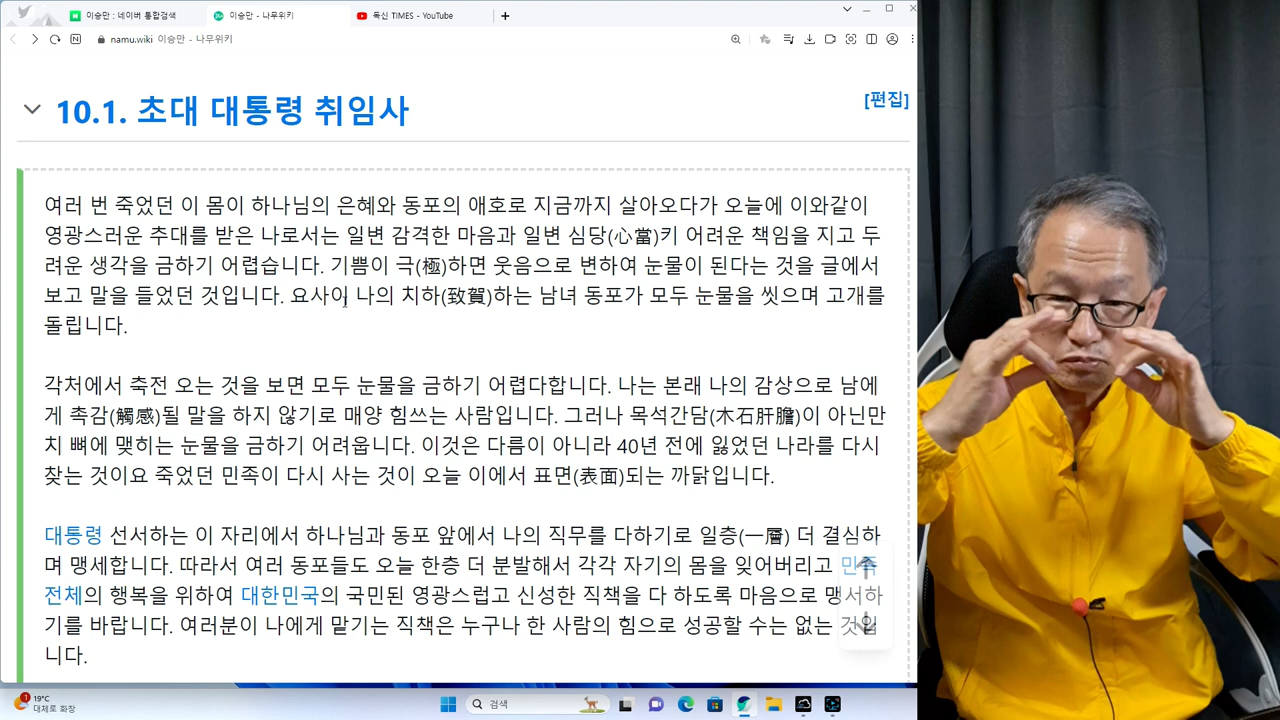 이승만 : 네이버 통합검색
이승만 - 나무위키
독신 TIMES - YouTube
namu.wiki 이승만 - 나무위키
10.1. 초대 대통령 취임사
[편집]
여러 번 죽었던 이 몸이 하나님의 은혜와 동포의 애호로 지금까지 살아오다가 오늘에 이와같이
영광스러운 추대를 받은 나로서는 일변 감격한 마음과 일변 심당(心當)키 어려운 책임을 지고 두
려운 생각을 금하기 어렵습니다. 기쁨이 극(極)하면 웃음으로 변하여 눈물이 된다는 것을 글에서
보고 말을 들었던 것입니다. 요사이 나의 치하(致賀)하는 남녀 동포가 모두 눈물을 씻으며 고개를
돌립니다.
각처에서 축전 오는 것을 보면 모두 눈물을 금하기 어렵다합니다. 나는 본래 나의 감상으로 남에
게 촉감(觸感)될 말을 하지 않기로 매양 힘쓰는 사람입니다. 그러나 목석간담(木石肝膽)이 아닌만
치 뼈에 맺히는 눈물을 금하기 어려웁니다. 이것은 다름이 아니라 40년 전에 잃었던 나라를 다시
찾는 것이요 죽었던 민족이 다시 사는 것이 오늘 이에서 표면(表面)되는 까닭입니다.
대통령 선서하는 이 자리에서 하나님과 동포 앞에서 나의 직무를 다하기로 일층(一層) 더 결심하
며 맹세합니다. 따라서 여러 동포들도 오늘 한층 더 분발해서 각각 자기의 몸을 잊어버리고 민족
전체의 행복을 위하여 대한민국의 국민된 영광스럽고 신성한 직책을 다 하도록 마음으로 맹서하
기를 바랍니다. 여러분이 나에게 맡기는 직책은 누구나 한 사람의 힘으로 성공할 수는 없는 것입
니다.
1
19°C
대체로 화창
검색